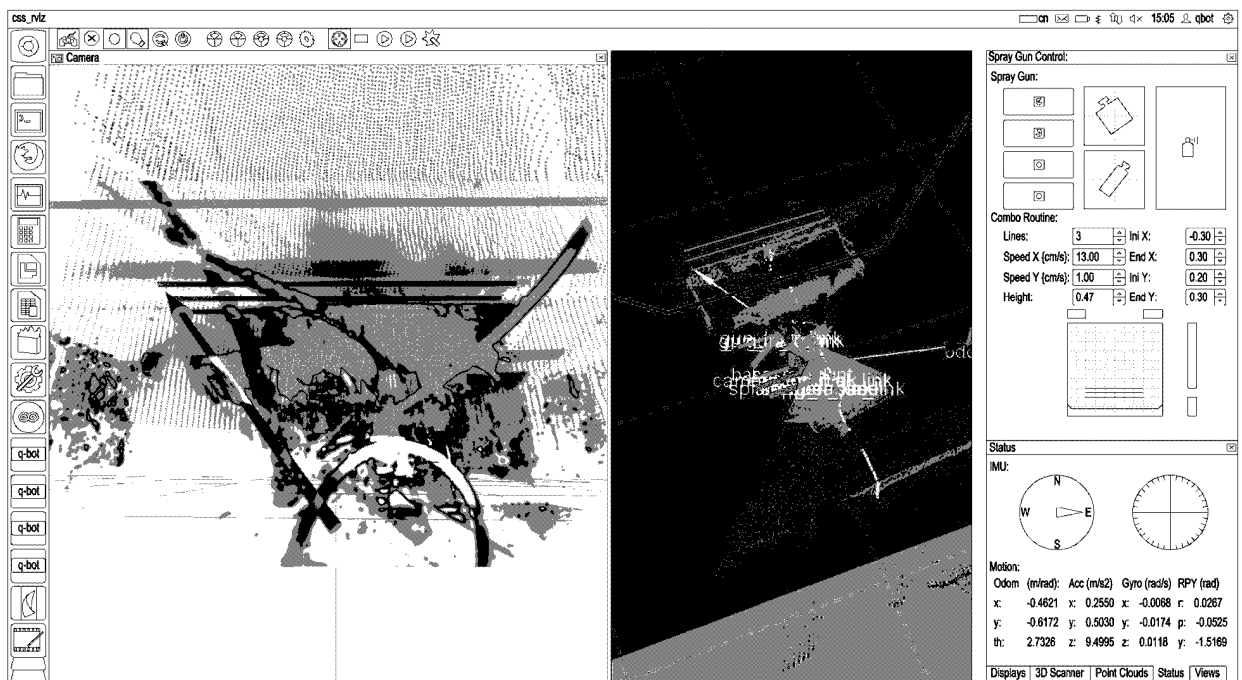 css_rvlz
cn 15:05 qbot
Camera
Spray Gun Control:
Spray Gun:
Combo Routine:
Lines: 3 Ini X: -0.30
Speed X {cm/s}: 13.00 End X: 0.30
Speed Y {cm/s}: 1.00 Ini Y: 0.20
Height: 0.47 End Y: 0.30
q-bot
q-bot
q-bot
q-bot
Status
IMU:
N
W E
S
Motion:
Odom (m/rad): Acc (m/s2) Gyro (rad/s) RPY (rad)
x: -0.4621 x: 0.2550 x: -0.0068 r: 0.0267
y: -0.6172 y: 0.5030 y: -0.0174 p: -0.0525
th: 2.7326 z: 9.4995 z: 0.0118 y: -1.5169
Displays 3D Scanner Point Clouds Status Views